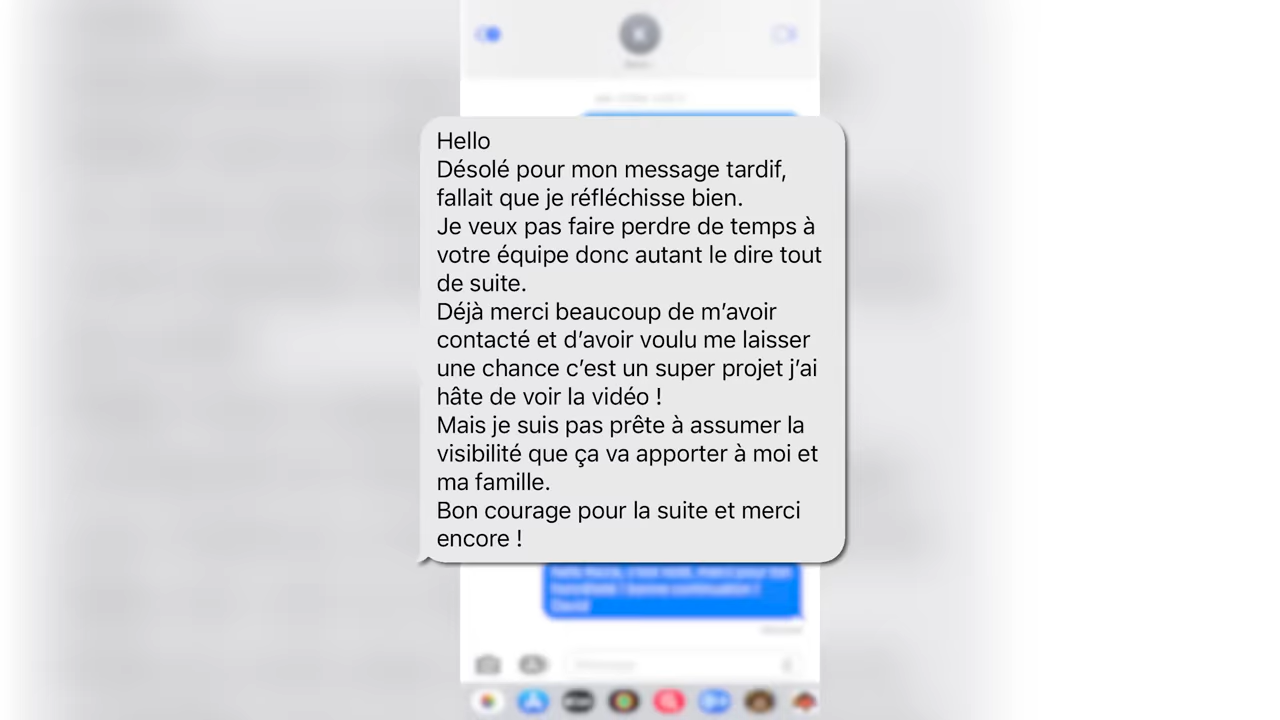 Hello
Désolé pour mon message tardif,
fallait que je réfléchisse bien.
Je veux pas faire perdre de temps à
votre équipe donc autant le dire tout
de suite.
Déjà merci beaucoup de m’avoir
contacté et d’avoir voulu me laisser
une chance c’est un super projet j’ai
hâte de voir la vidéo !
Mais je suis pas prête à assumer la
visibilité que ça va apporter à moi et
ma famille.
Bon courage pour la suite et merci
encore !